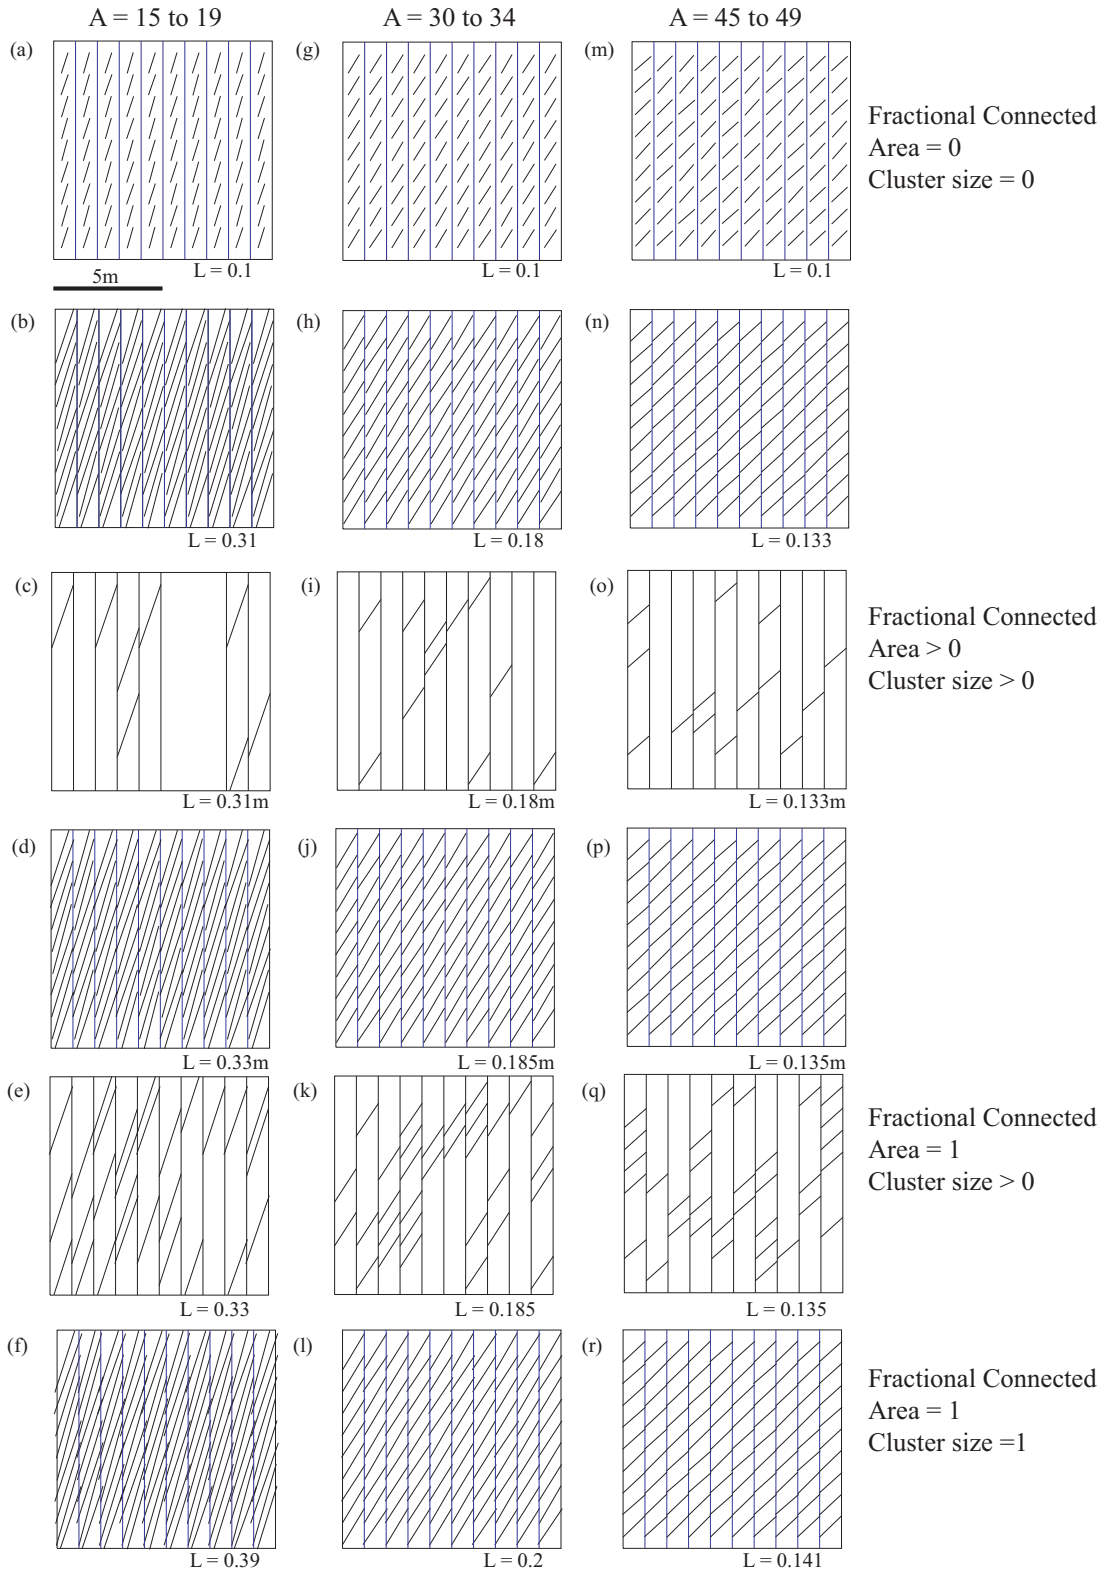 A = 15 to 19
A = 30 to 34
A = 45 to 49
(a)
(g)
(m)
Fractional Connected
Area = 0
Cluster size = 0
L = 0.1
L = 0.1
L = 0.1
5m
(b)
(h)
(n)
L = 0.31
L = 0.18
L = 0.133
(c)
(i)
(o)
Fractional Connected
Area > 0
Cluster size > 0
L = 0.31m
L = 0.18m
L = 0.133m
(d)
(j)
(p)
L = 0.33m
L = 0.185m
L = 0.135m
(e)
(k)
(q)
Fractional Connected
Area = 1
Cluster size > 0
L = 0.33
L = 0.185
L = 0.135
(f)
(l)
(r)
Fractional Connected
Area = 1
Cluster size =1
L = 0.39
L = 0.2
L = 0.141